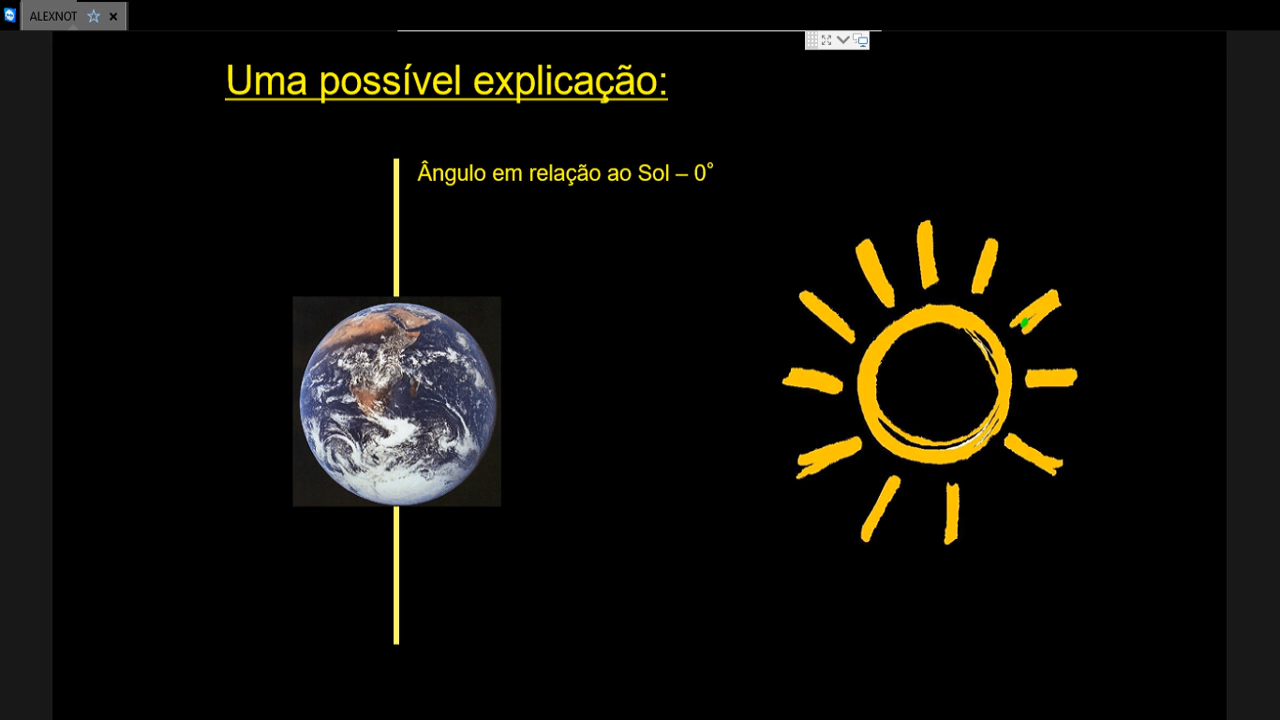 ALEXNOT
Uma possível explicação:
Ângulo em relação ao Sol – 0°